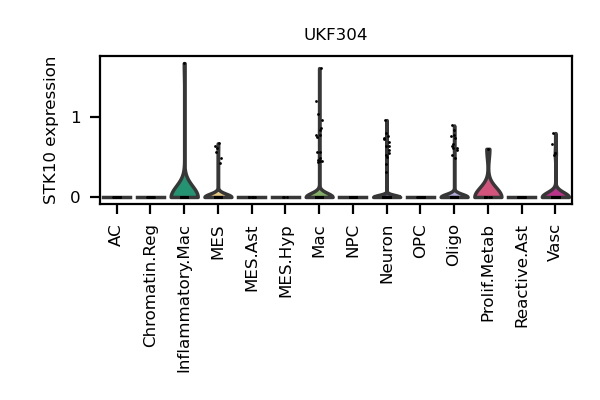 UKF304
STK10 expression
1
0
AC
Chromatin.Reg
Inflammatory.Mac
MES
MES.Ast
MES.Hyp
Mac
NPC
Neuron
OPC
Oligo
Prolif.Metab
Reactive.Ast
Vasc